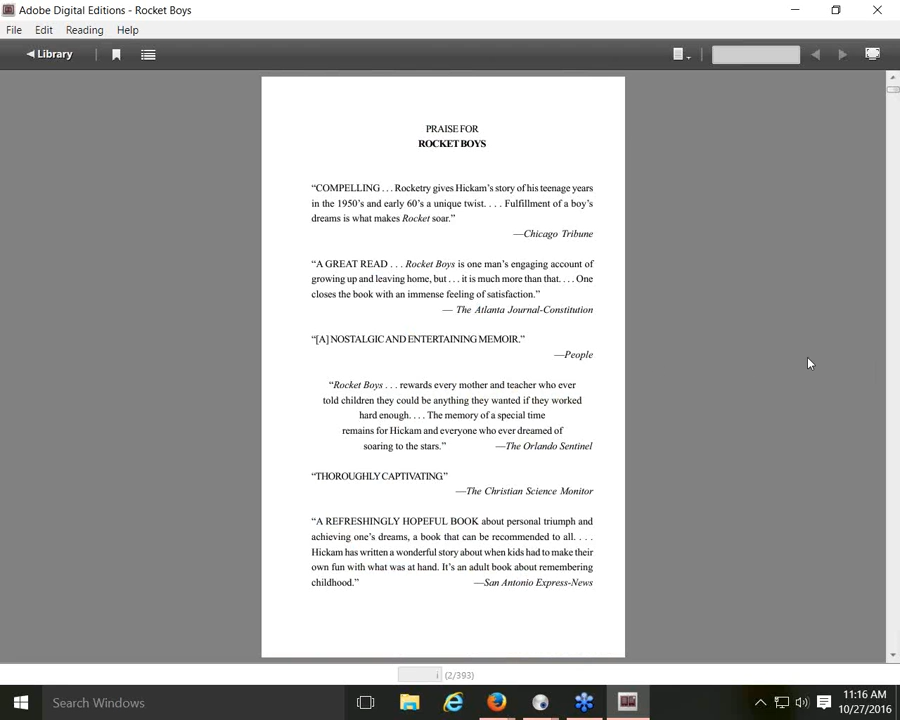 Adobe Digital Editions - Rocket Boys
File Edit Reading Help
Library
PRAISE FOR
ROCKET BOYS
“COMPELLING . . . Rocketry gives Hickam’s story of his teenage years
in the 1950’s and early 60’s a unique twist. . . . Fulfillment of a boy’s
dreams is what makes Rocket soar.”
—Chicago Tribune
“A GREAT READ . . . Rocket Boys is one man’s engaging account of
growing up and leaving home, but . . . it is much more than that. . . . One
closes the book with an immense feeling of satisfaction.”
— The Atlanta Journal-Constitution
“[A] NOSTALGIC AND ENTERTAINING MEMOIR.”
—People
“Rocket Boys . . . rewards every mother and teacher who ever
told children they could be anything they wanted if they worked
hard enough. . . . The memory of a special time
remains for Hickam and everyone who ever dreamed of
soaring to the stars.” —The Orlando Sentinel
“THOROUGHLY CAPTIVATING.”
—The Christian Science Monitor
“A REFRESHINGLY HOPEFUL BOOK about personal triumph and
achieving one’s dreams, a book that can be recommended to all. . . .
Hickam has written a wonderful story about when kids had to make their
own fun with what was at hand. It’s an adult book about remembering
childhood.” —San Antonio Express-News
i (2/393)
Search Windows
11:16 AM
10/27/2016